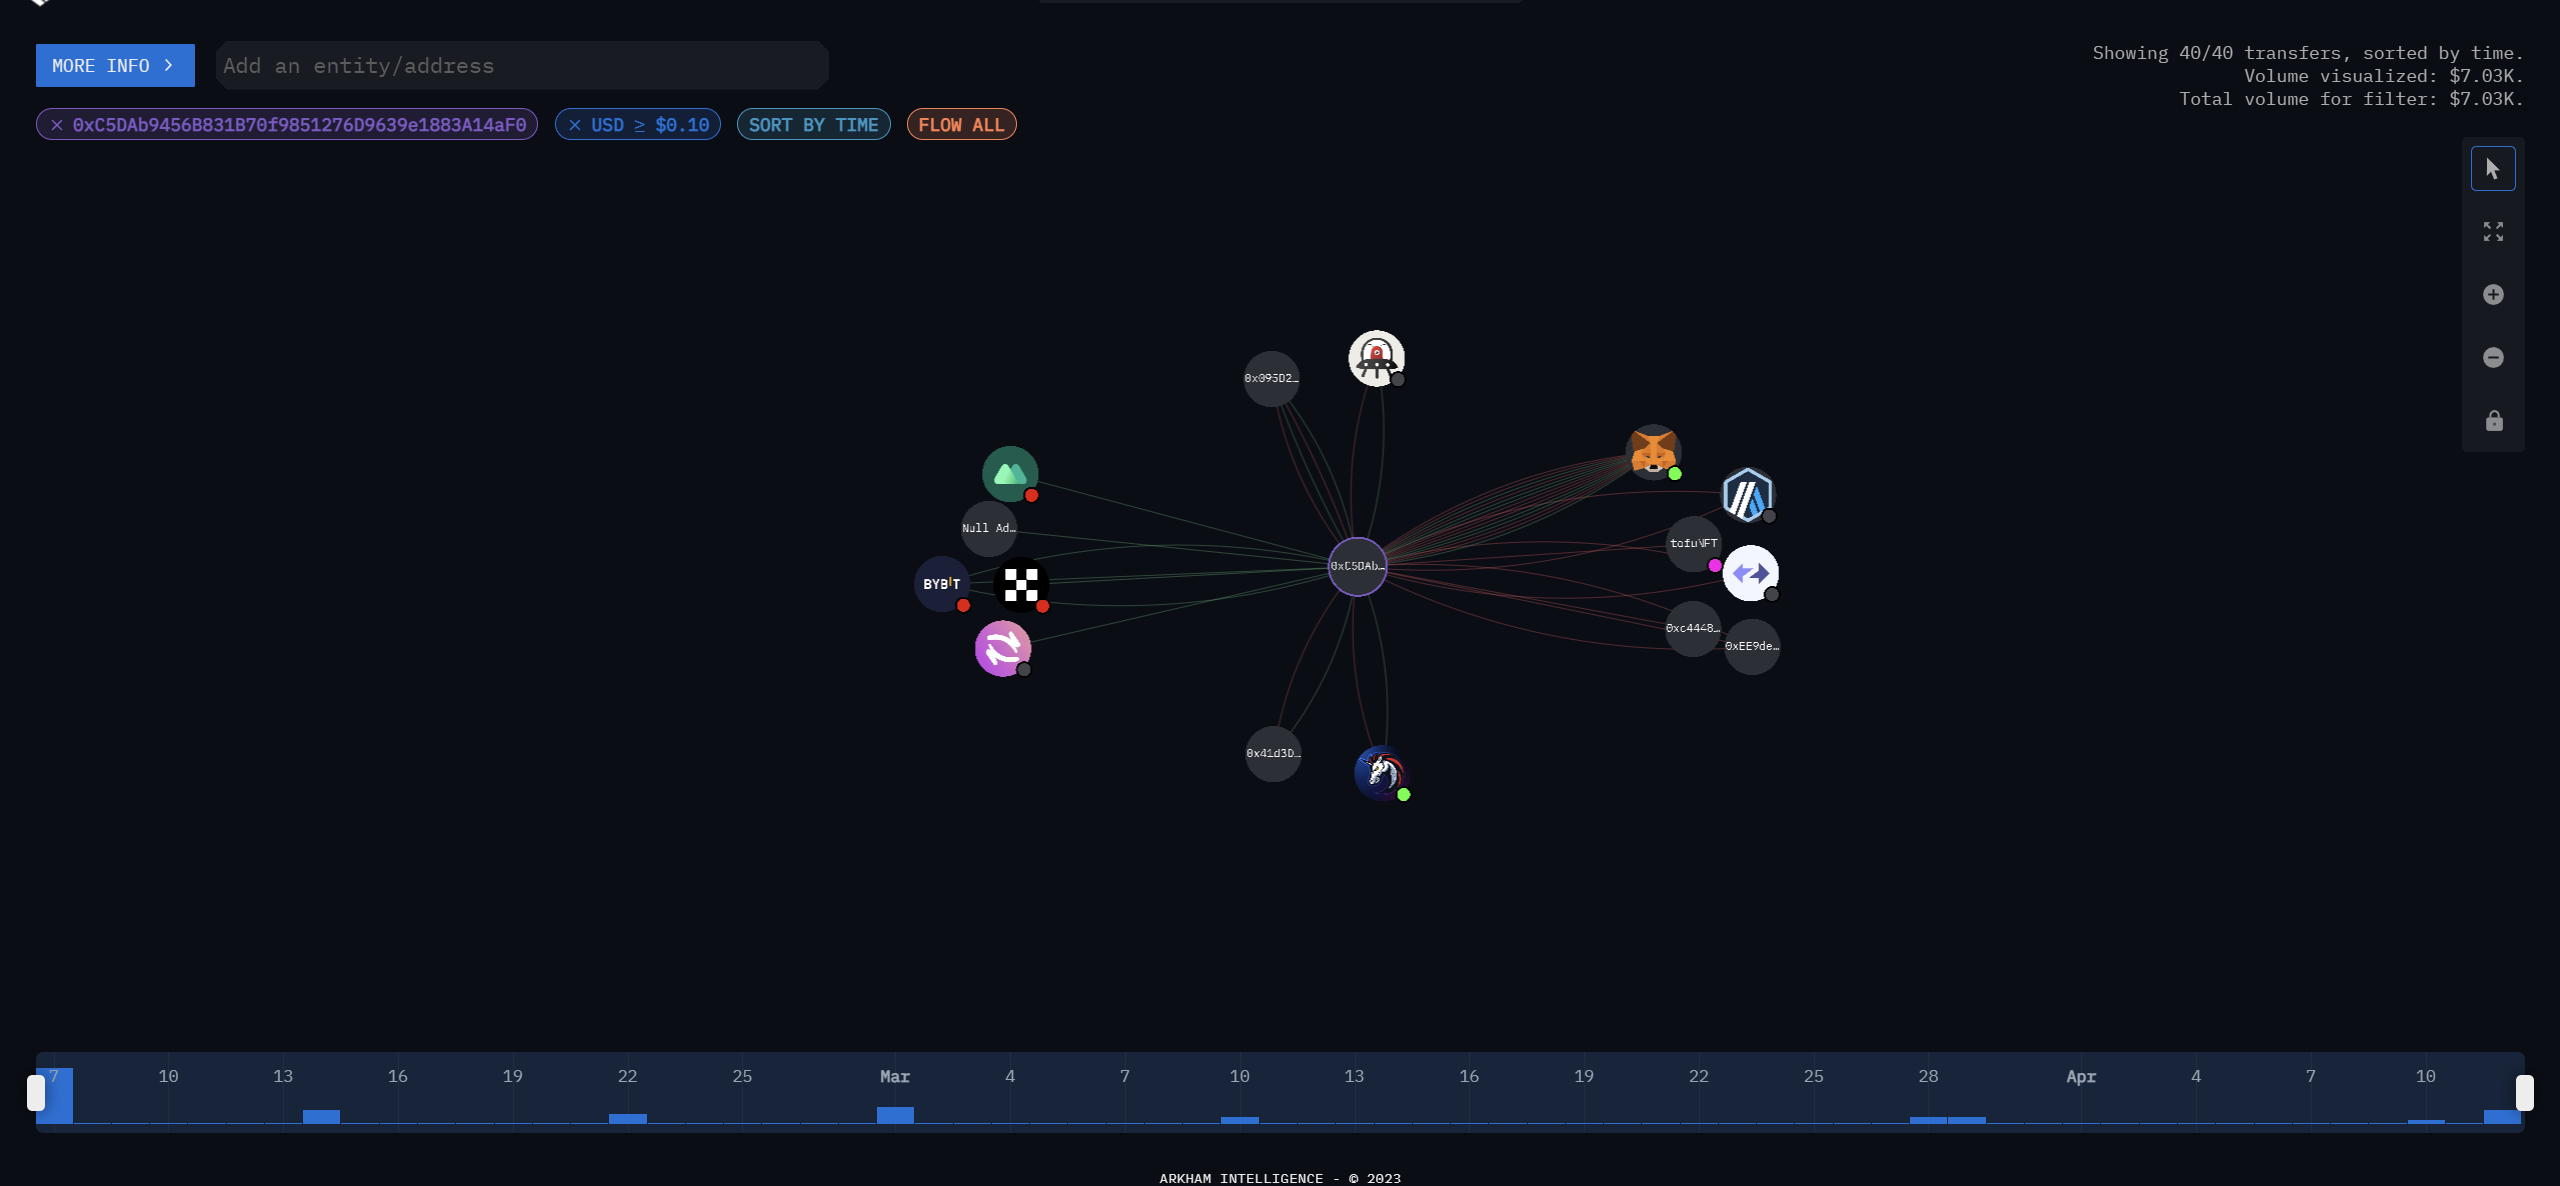 MORE INFO >
Add an entity/address
Showing 40/40 transfers, sorted by time.
Volume visualized: $7.03K.
Total volume for filter: $7.03K.
× 0xC5DAb9456B831B70f9851276D9639e1883A14aF0
× USD ≥ $0.10
SORT BY TIME
FLOW ALL
0x095D2…
Null Ad…
BYBIT
0xC5DAb…
tofuNFT
0xc4448…
0xEE9de…
0x41d3D…
7 10 13 16 19 22 25 Mar 4 7 10 13 16 19 22 25 28 Apr 4 7 10
ARKHAM INTELLIGENCE - © 2023